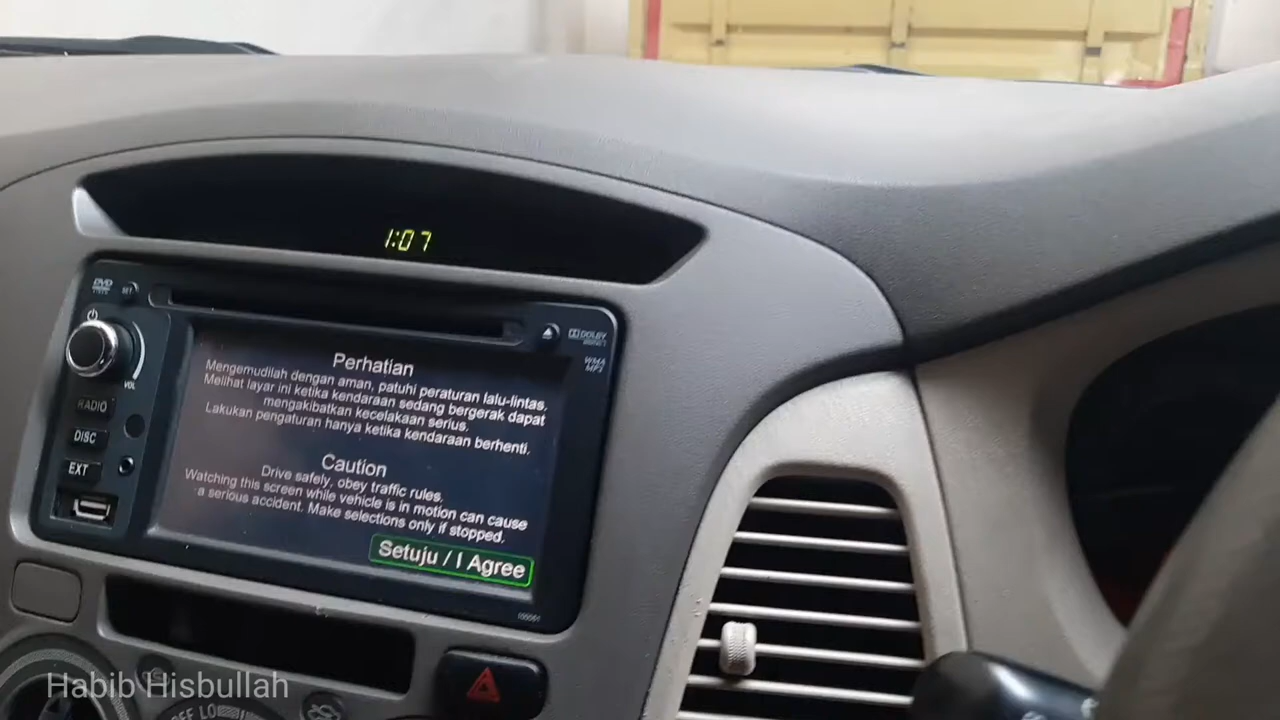 1:07
DVD
SET
DOLBY
WMA
MP3
VOL
RADIO
DISC
EXT
Perhatian
Mengemudilah dengan aman, patuhi peraturan lalu-lintas,
Melihat layar ini ketika kendaraan sedang bergerak dapat
mengakibatkan kecelakaan serius.
Lakukan pengaturan hanya ketika kendaraan berhenti.
Caution
Drive safely, obey traffic rules.
Watching this screen while vehicle is in motion can cause
a serious accident. Make selections only if stopped.
Setuju / I Agree
OFF LO
Habib Hisbullah